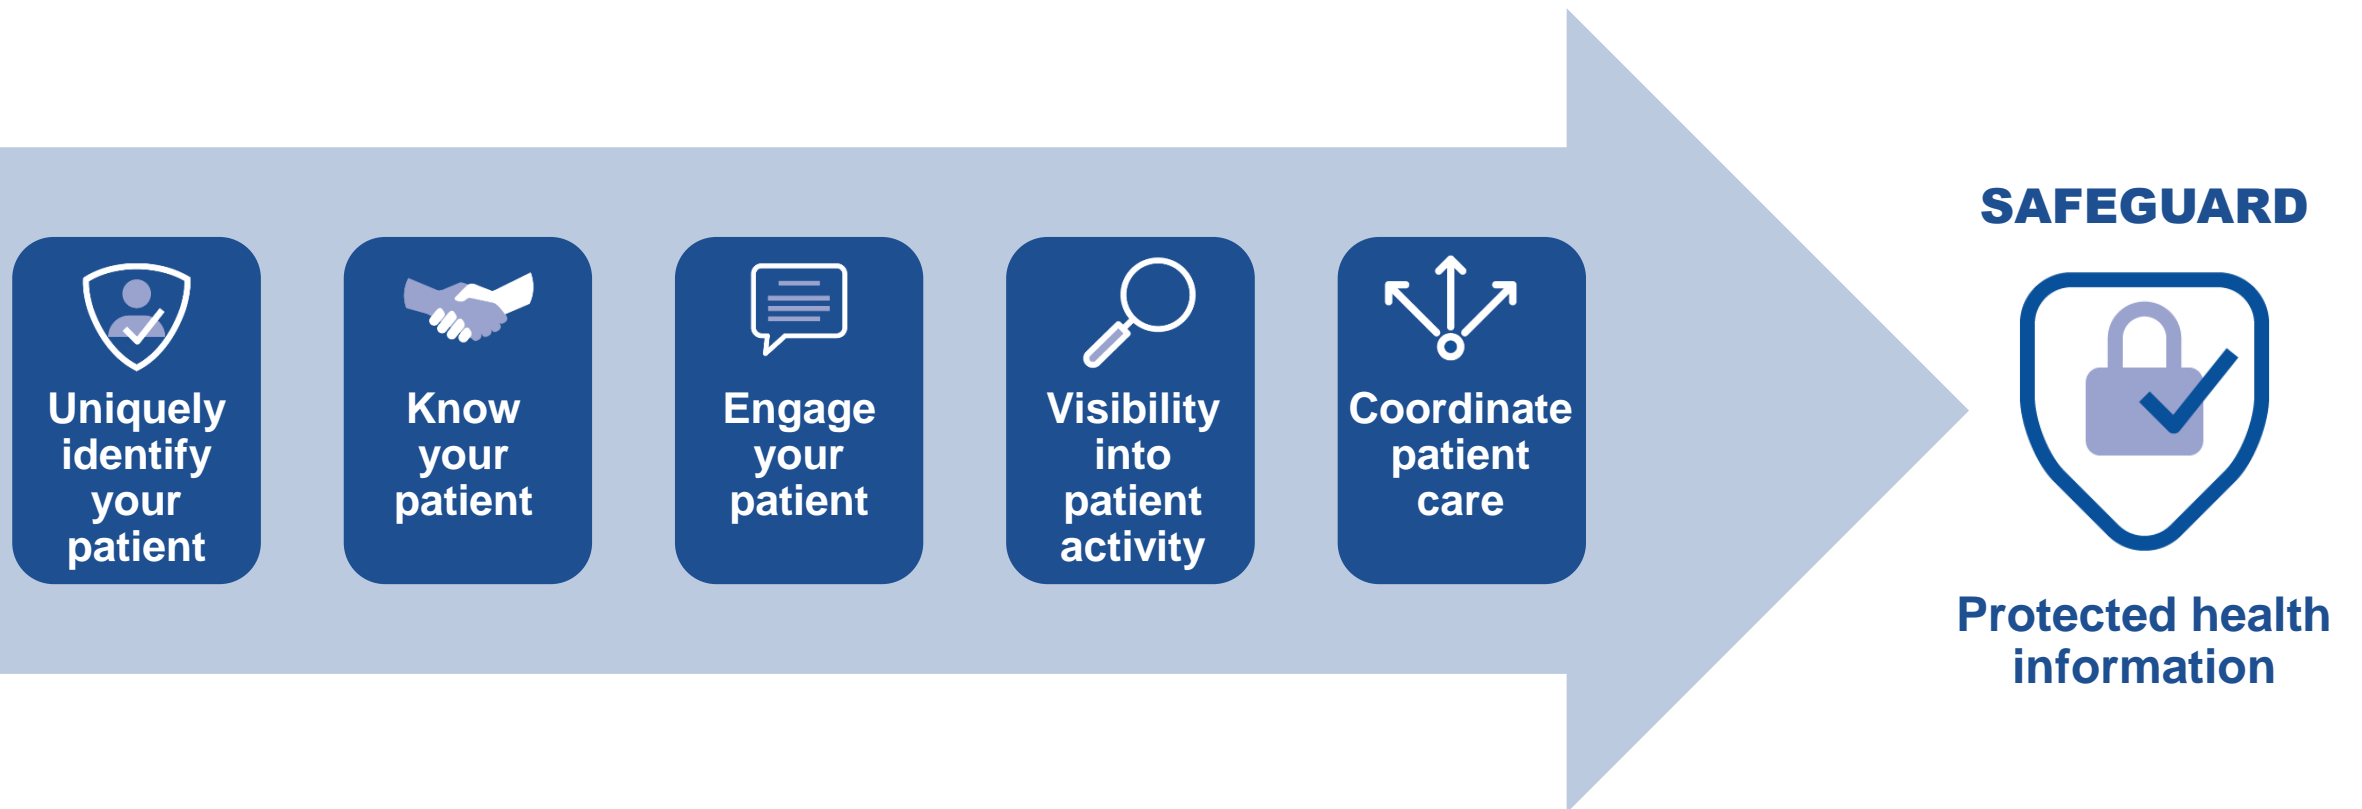 Uniquely
identify
your
patient
Know
your
patient
Engage
your
patient
Visibility
into
patient
activity
Coordinate
patient
care
SAFEGUARD
Protected health
information